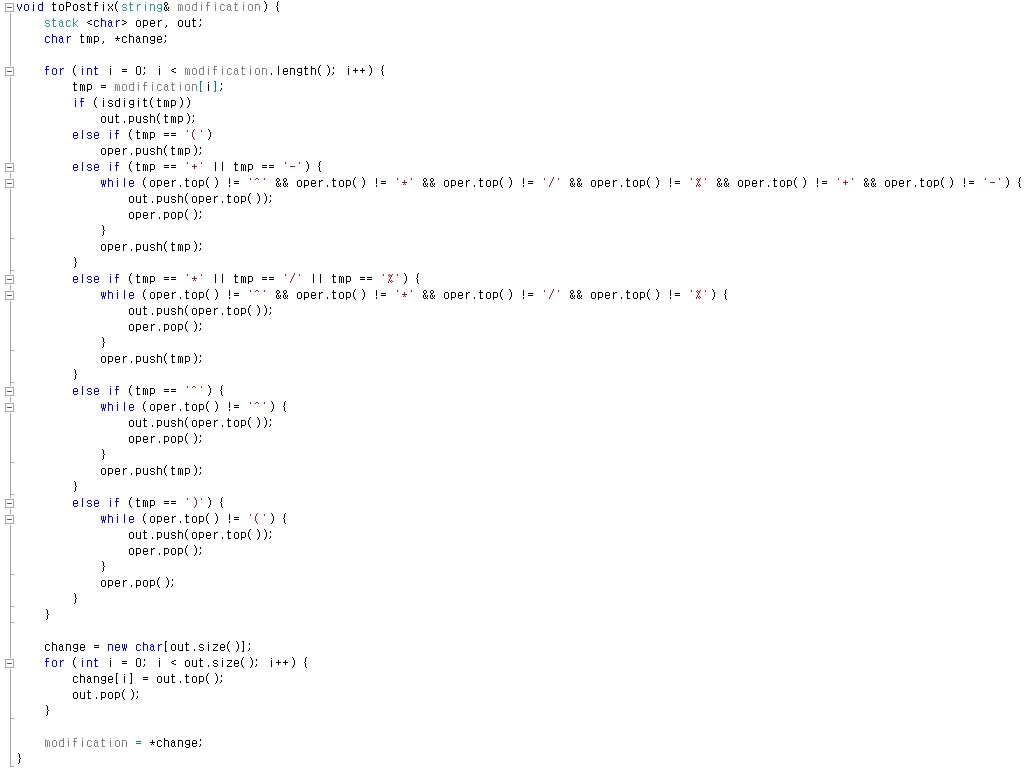 void toPostfix(string& modification) {
    stack <char> oper, out;
    char tmp, *change;

    for (int i = 0; i < modification.length(); i++) {
        tmp = modification[i];
        if (isdigit(tmp))
            out.push(tmp);
        else if (tmp == '(')
            oper.push(tmp);
        else if (tmp == '+' || tmp == '-') {
            while (oper.top() != '^' && oper.top() != '*' && oper.top() != '/' && oper.top() != '%' && oper.top() != '+' && oper.top() != '-') {
                out.push(oper.top());
                oper.pop();
            }
            oper.push(tmp);
        }
        else if (tmp == '*' || tmp == '/' || tmp == '%') {
            while (oper.top() != '^' && oper.top() != '*' && oper.top() != '/' && oper.top() != '%') {
                out.push(oper.top());
                oper.pop();
            }
            oper.push(tmp);
        }
        else if (tmp == '^') {
            while (oper.top() != '^') {
                out.push(oper.top());
                oper.pop();
            }
            oper.push(tmp);
        }
        else if (tmp == ')') {
            while (oper.top() != '(') {
                out.push(oper.top());
                oper.pop();
            }
            oper.pop();
        }
    }

    change = new char[out.size()];
    for (int i = 0; i < out.size(); i++) {
        change[i] = out.top();
        out.pop();
    }

    modification = *change;
}